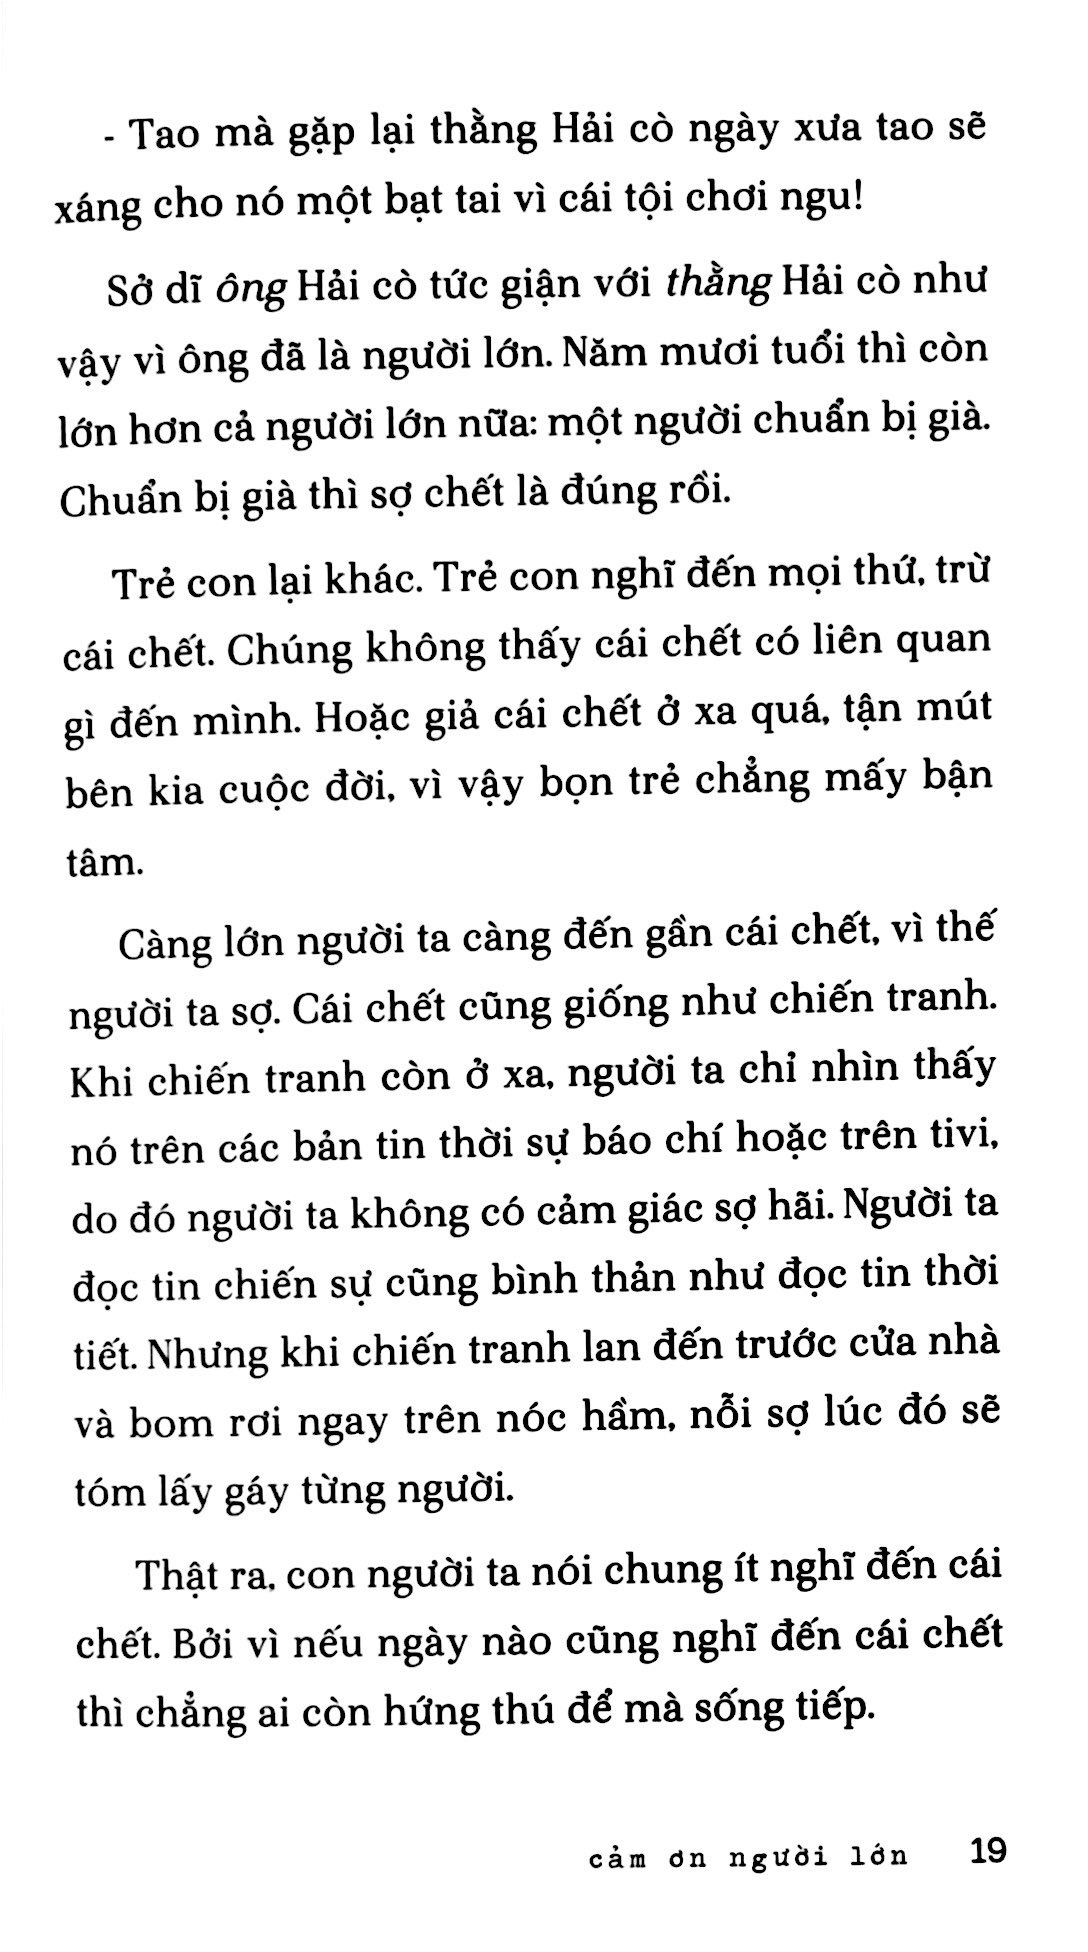 - Tao mà gặp lại thằng Hải cò ngày xưa tao sẽ
xáng cho nó một bạt tai vì cái tội chơi ngu!
Sở dĩ ông Hải cò tức giận với thằng Hải cò như
vậy vì ông đã là người lớn. Năm mươi tuổi thì còn
lớn hơn cả người lớn nữa: một người chuẩn bị già.
Chuẩn bị già thì sợ chết là đúng rồi.
Trẻ con lại khác. Trẻ con nghĩ đến mọi thứ, trừ
cái chết. Chúng không thấy cái chết có liên quan
gì đến mình. Hoặc giả cái chết ở xa quá, tận mút
bên kia cuộc đời, vì vậy bọn trẻ chẳng mấy bận
tâm.
Càng lớn người ta càng đến gần cái chết, vì thế
người ta sợ. Cái chết cũng giống như chiến tranh.
Khi chiến tranh còn ở xa, người ta chỉ nhìn thấy
nó trên các bản tin thời sự báo chí hoặc trên tivi,
do đó người ta không có cảm giác sợ hãi. Người ta
đọc tin chiến sự cũng bình thản như đọc tin thời
tiết. Nhưng khi chiến tranh lan đến trước cửa nhà
và bom rơi ngay trên nóc hầm, nỗi sợ lúc đó sẽ
tóm lấy gáy từng người.
Thật ra, con người ta nói chung ít nghĩ đến cái
chết. Bởi vì nếu ngày nào cũng nghĩ đến cái chết
thì chẳng ai còn hứng thú để mà sống tiếp.
cảm ơn người lớn 19